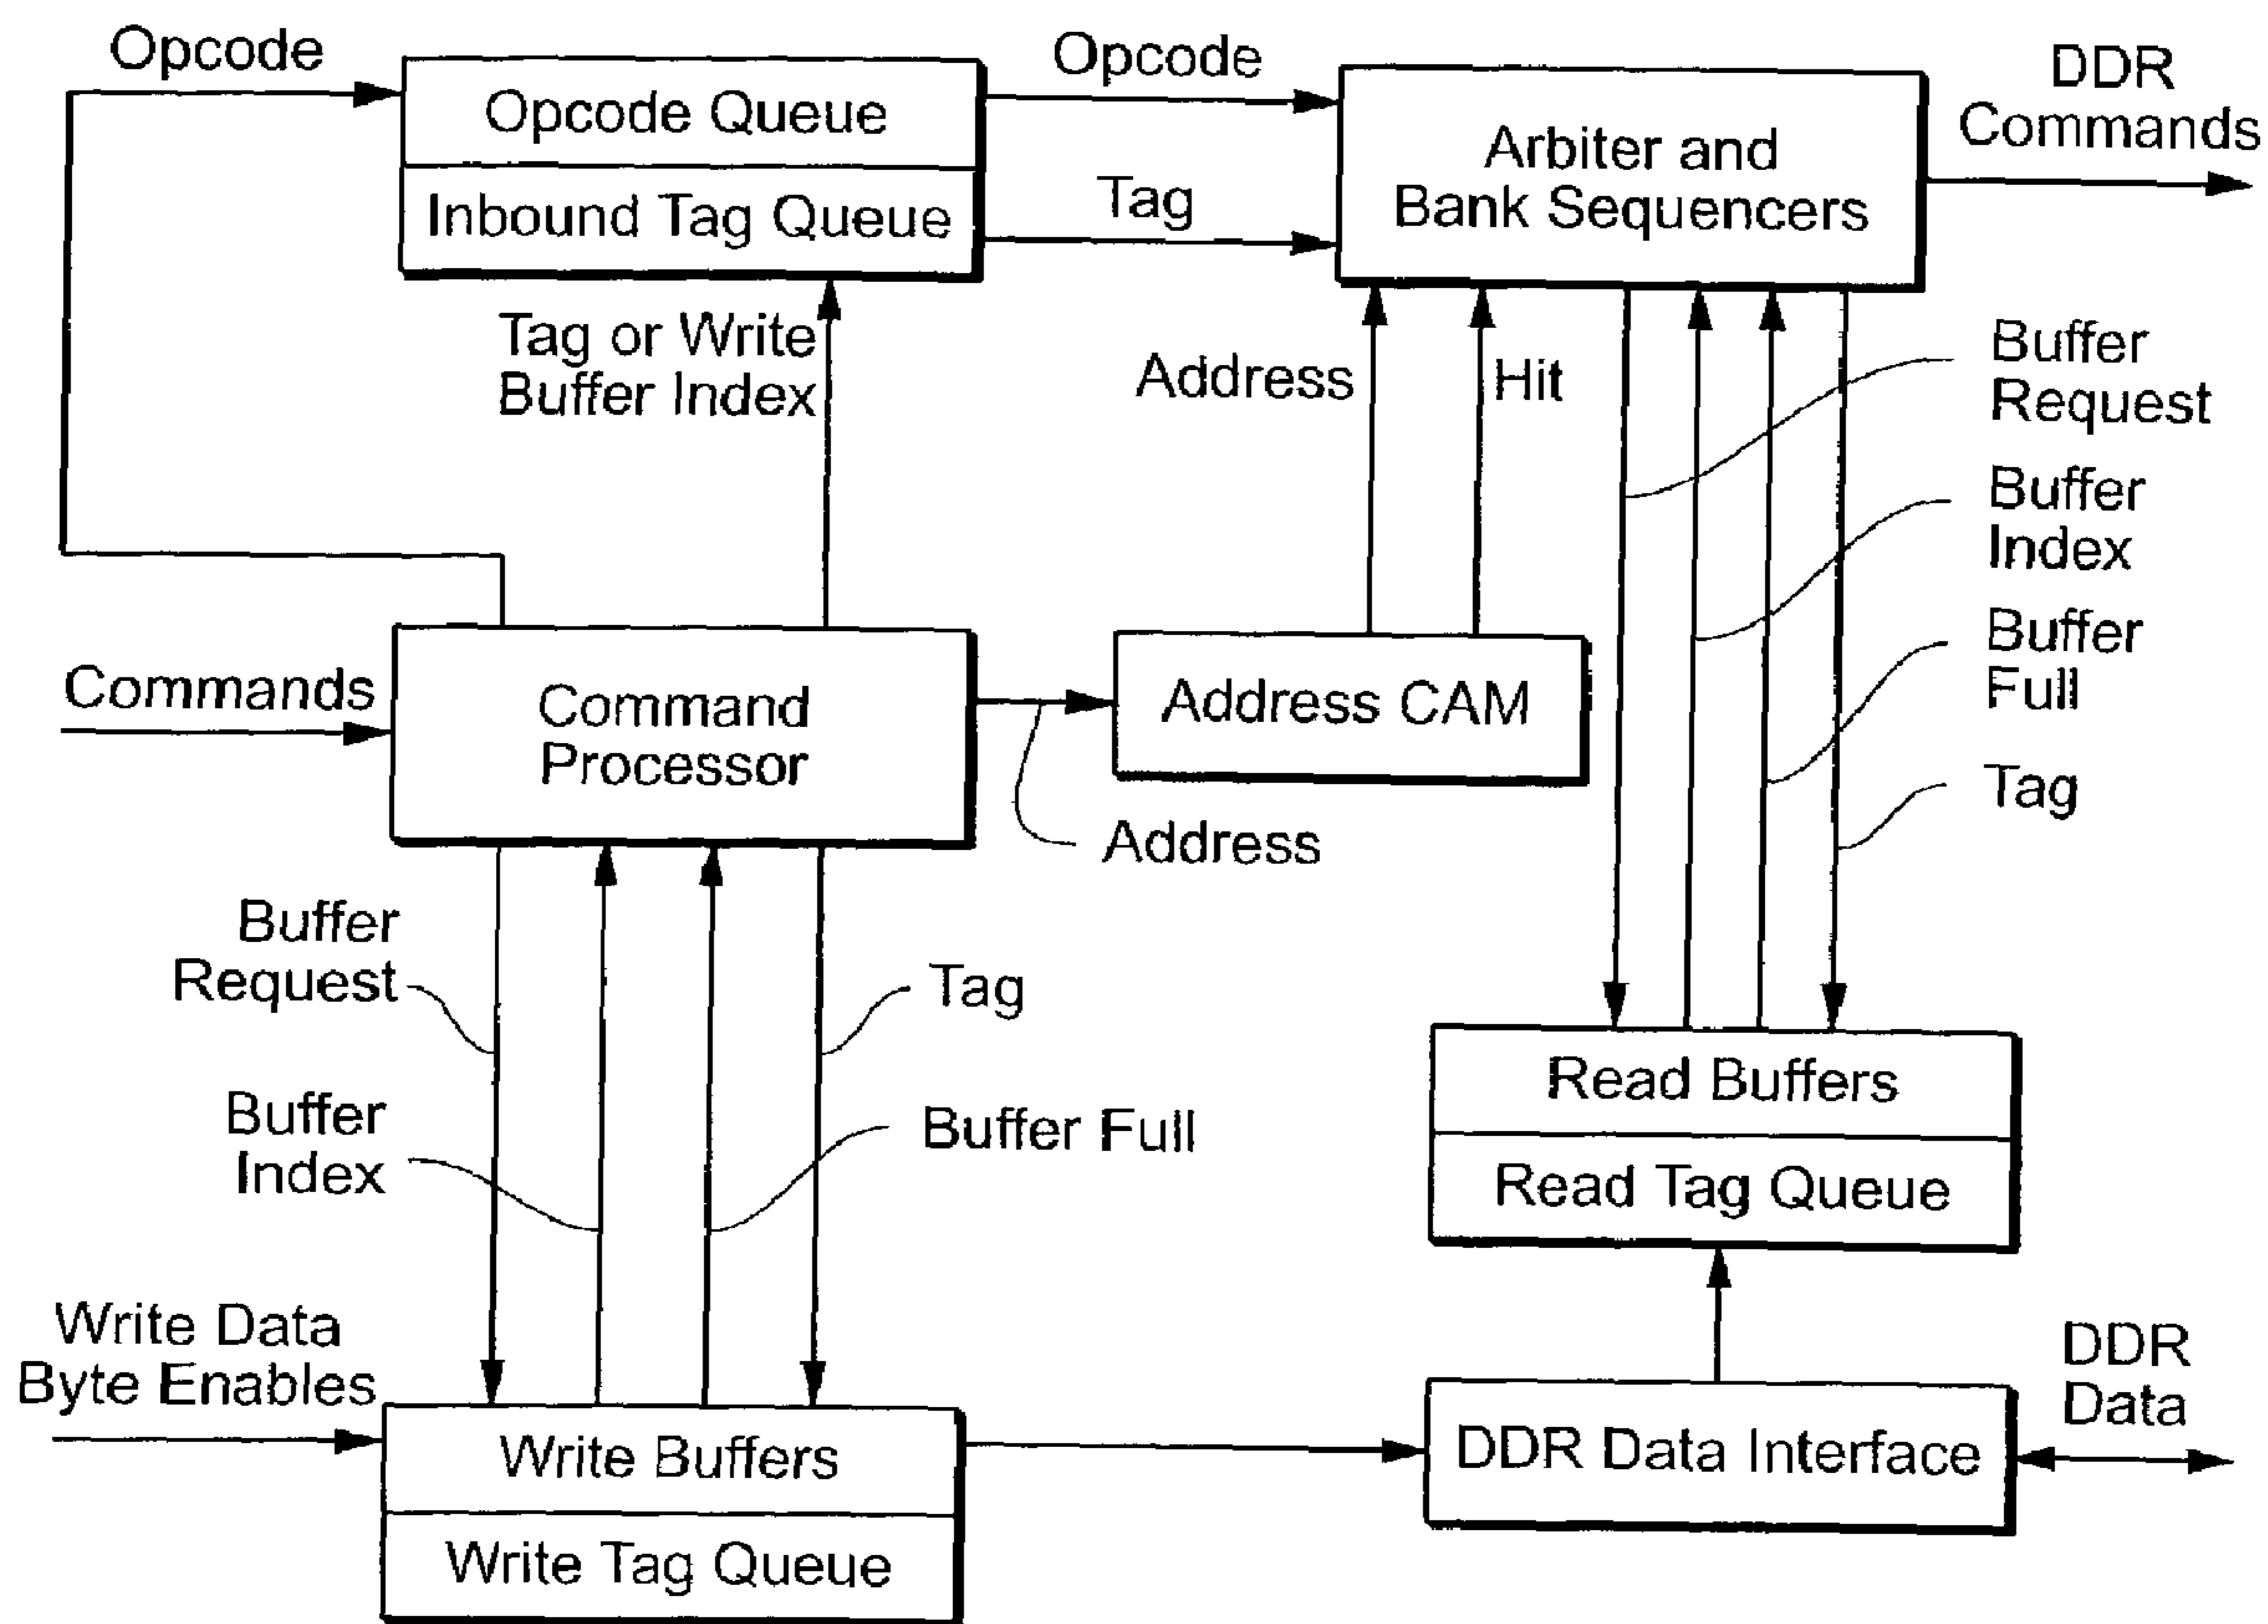 Opcode
Opcode Queue
Inbound Tag Queue
Opcode
Tag
Arbiter and
Bank Sequencers
DDR
Commands
Tag or Write
Buffer Index
Address
Hit
Buffer
Request
Buffer
Index
Buffer
Full
Tag
Commands
Command
Processor
Address CAM
Address
Buffer
Request
Tag
Buffer
Index
Buffer Full
Read Buffers
Read Tag Queue
Write Data
Byte Enables
Write Buffers
Write Tag Queue
DDR Data Interface
DDR
Data